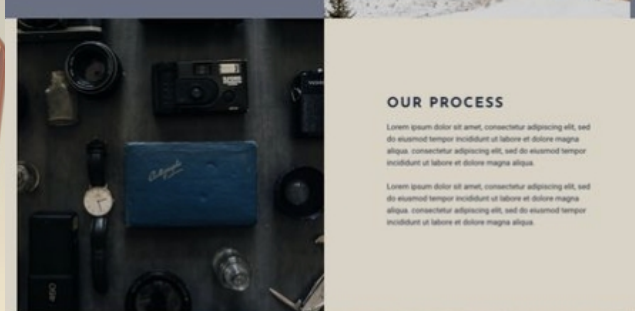 OUR PROCESS
Lorem ipsum dolor sit amet, consectetur adipiscing elit, sed
do eiusmod tempor incididunt ut labore et dolore magna
aliqua. consectetur adipiscing elit, sed do eiusmod tempor
incididunt ut labore et dolore magna aliqua.
Lorem ipsum dolor sit amet, consectetur adipiscing elit, sed
do eiusmod tempor incididunt ut labore et dolore magna
aliqua. consectetur adipiscing elit, sed do eiusmod tempor
incididunt ut labore et dolore magna aliqua.